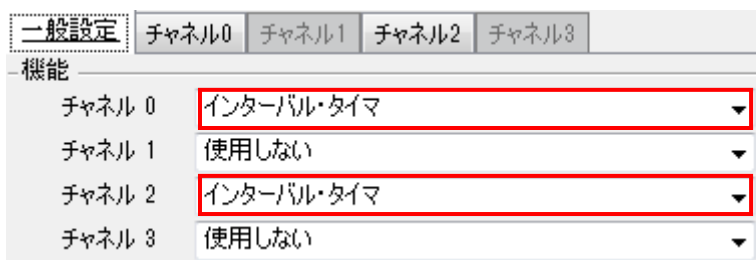 一般設定 チャネル0 チャネル1 チャネル2 チャネル3
機能
チャネル 0 インターバル・タイマ
チャネル 1 使用しない
チャネル 2 インターバル・タイマ
チャネル 3 使用しない